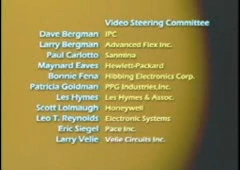 Video Steering Committee
Dave Bergman IPC
Larry Bergman Advanced Flex Inc.
Paul Carlotto Sanmina
Maynard Eaves Hewlett-Packard
Bonnie Fena Hibbing Electronics Corp.
Patricia Goldman PPG Industries,Inc.
Les Hymes Les Hymes & Assoc.
Scott Lolmaugh Honeywell
Leo T. Reynolds Electronic Systems
Eric Siegel Pace Inc.
Larry Velie Velie Circuits Inc.